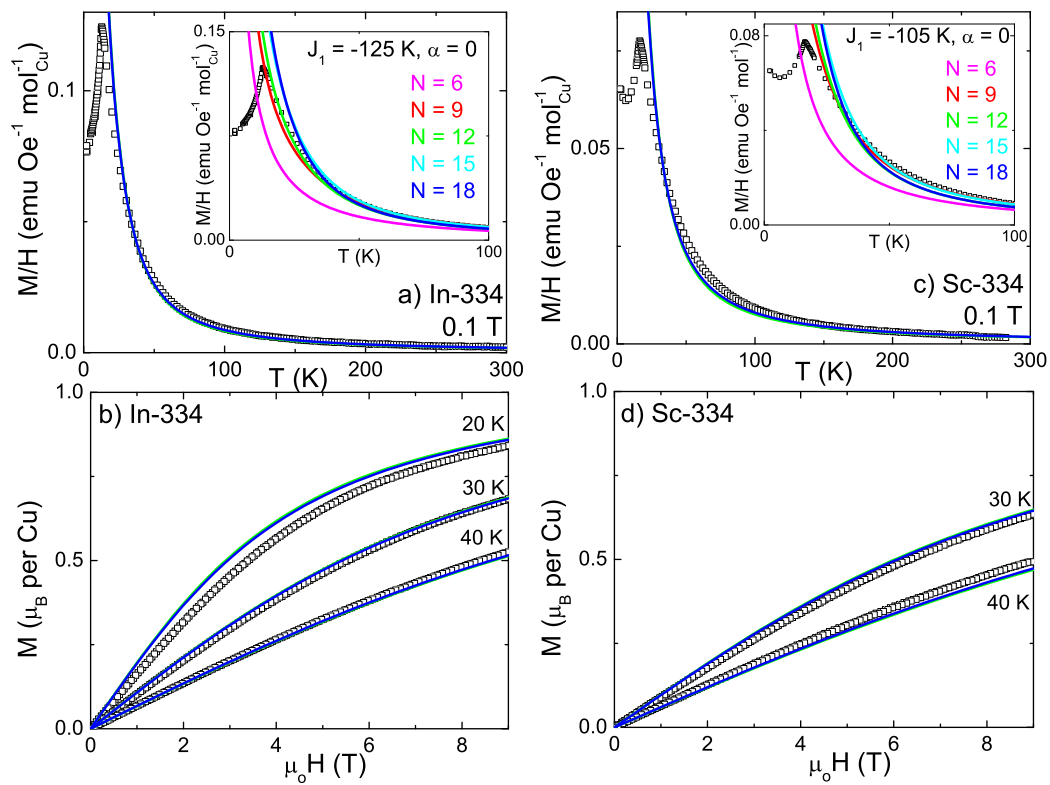 M/H (emu Oe⁻¹ mol⁻¹Cu)
0.1
0.0
100
200
300
T (K)
a) In-334
0.1 T
M/H (emu Oe⁻¹ mol⁻¹Cu)
0.15
0.00
0
100
T (K)
J₁ = -125 K, α = 0
N = 6
N = 9
N = 12
N = 15
N = 18
M/H (emu Oe⁻¹ mol⁻¹Cu)
0.05
0.00
0
100
200
300
T (K)
c) Sc-334
0.1 T
M/H (emu Oe⁻¹ mol⁻¹Cu)
0.08
0.00
0
100
T (K)
J₁ = -105 K, α = 0
N = 6
N = 9
N = 12
N = 15
N = 18
b) In-334
M (μB per Cu)
1.0
0.5
0.0
0
2
4
6
8
μoH (T)
20 K
30 K
40 K
d) Sc-334
M (μB per Cu)
1.0
0.5
0.0
0
2
4
6
8
μoH (T)
30 K
40 K